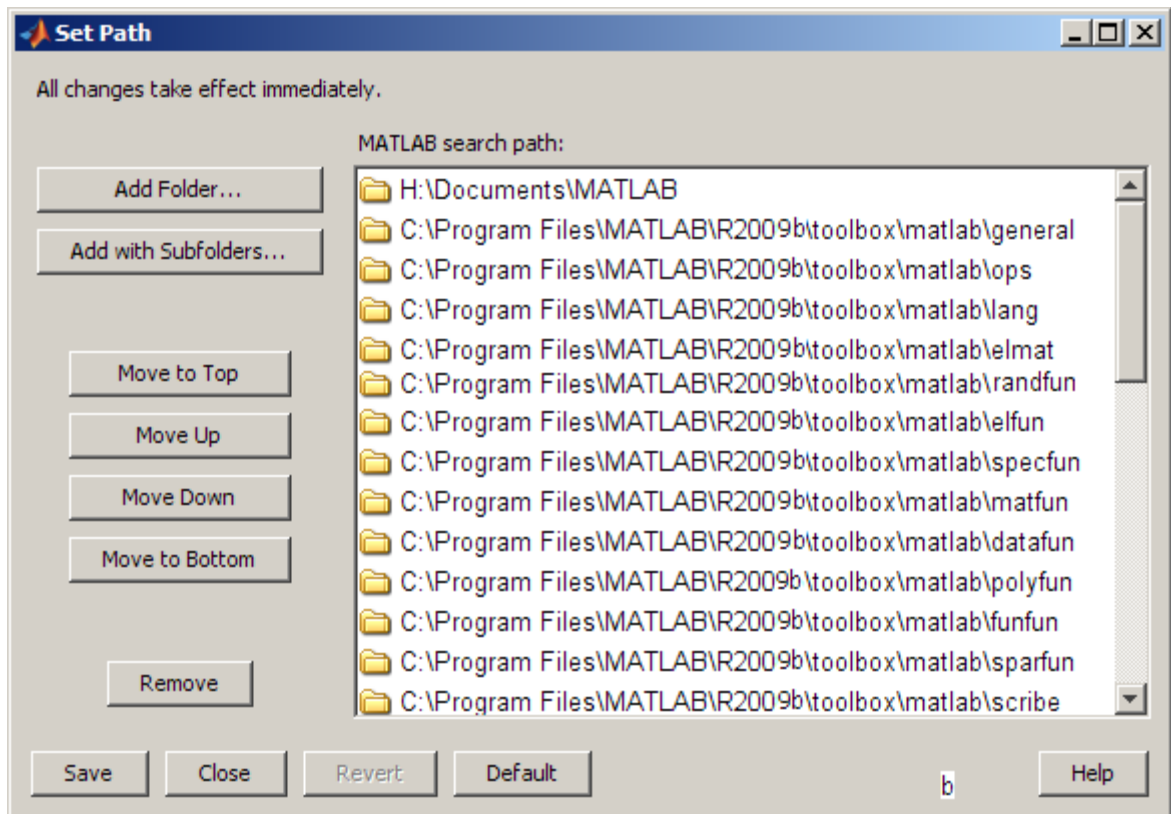 Set Path
All changes take effect immediately.
MATLAB search path:
Add Folder...
Add with Subfolders...
Move to Top
Move Up
Move Down
Move to Bottom
Remove
H:\Documents\MATLAB
C:\Program Files\MATLAB\R2009b\toolbox\matlab\general
C:\Program Files\MATLAB\R2009b\toolbox\matlab\ops
C:\Program Files\MATLAB\R2009b\toolbox\matlab\lang
C:\Program Files\MATLAB\R2009b\toolbox\matlab\elmat
C:\Program Files\MATLAB\R2009b\toolbox\matlab\randfun
C:\Program Files\MATLAB\R2009b\toolbox\matlab\elfun
C:\Program Files\MATLAB\R2009b\toolbox\matlab\specfun
C:\Program Files\MATLAB\R2009b\toolbox\matlab\matfun
C:\Program Files\MATLAB\R2009b\toolbox\matlab\datafun
C:\Program Files\MATLAB\R2009b\toolbox\matlab\polyfun
C:\Program Files\MATLAB\R2009b\toolbox\matlab\funfun
C:\Program Files\MATLAB\R2009b\toolbox\matlab\sparfun
C:\Program Files\MATLAB\R2009b\toolbox\matlab\scribe
Save Close Revert Default b Help